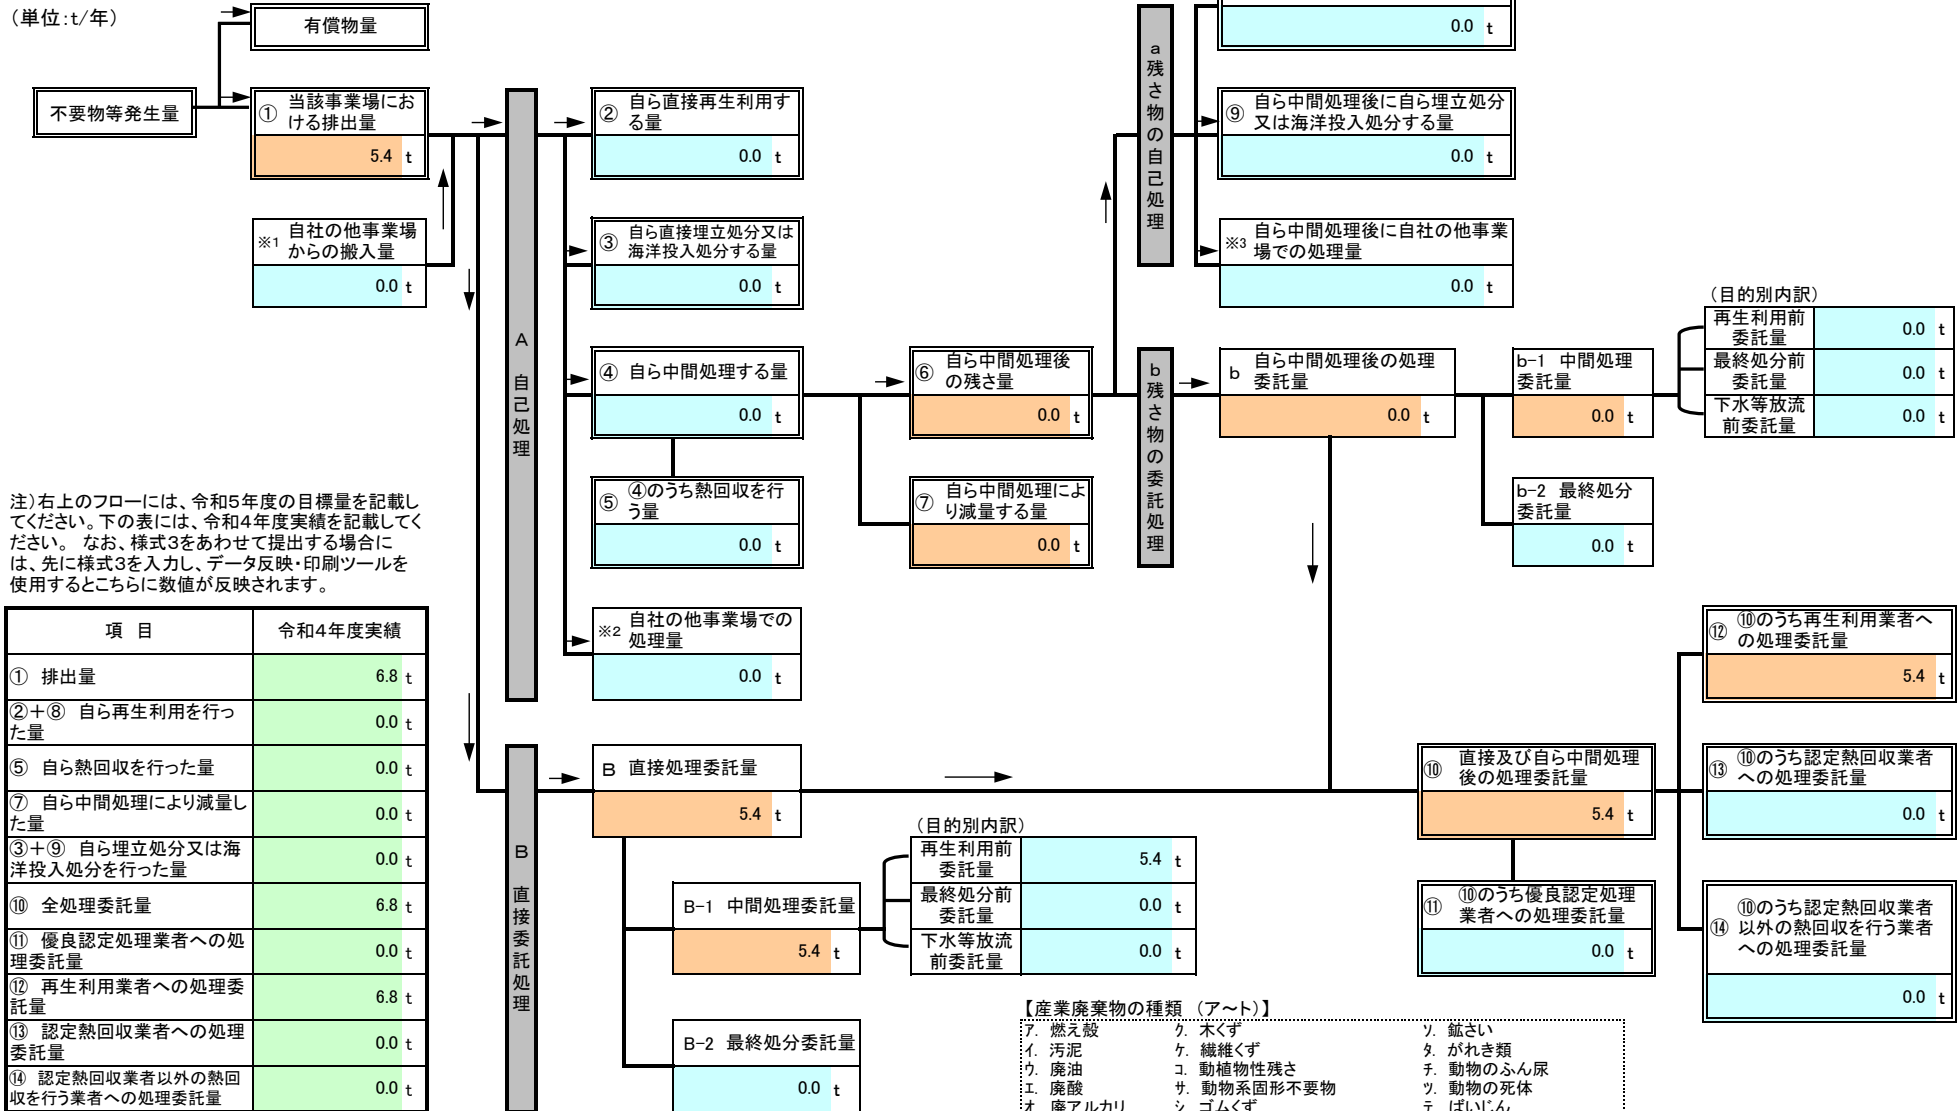 （単位:t/年）
有償物量
不要物等発生量
① 当該事業場にお
ける排出量
5.4 t
※1 自社の他事業場
からの搬入量
0.0 t
A 自己処理
② 自ら直接再生利用す
る量
0.0 t
③ 自ら直接埋立処分又は
海洋投入処分する量
0.0 t
④ 自ら中間処理する量
0.0 t
⑤ ④のうち熱回収を行
う量
0.0 t
※2 自社の他事業場での
処理量
0.0 t
⑥ 自ら中間処理後
の残さ量
0.0 t
⑦ 自ら中間処理によ
り減量する量
0.0 t
a残さ物の自己処理
0.0 t
⑨ 自ら中間処理後に自ら埋立処分
又は海洋投入処分する量
0.0 t
※3 自ら中間処理後に自社の他事業
場での処理量
0.0 t
b残さ物の委託処理
b 自ら中間処理後の処理
委託量
0.0 t
b-1 中間処理
委託量
0.0 t
（目的別内訳）
再生利用前
委託量
0.0 t
最終処分前
委託量
0.0 t
下水等放流
前委託量
0.0 t
b-2 最終処分
委託量
0.0 t
注）右上のフローには、令和5年度の目標量を記載し
てください。下の表には、令和4年度実績を記載してく
ださい。 なお、様式3をあわせて提出する場合に
は、先に様式3を入力し、データ反映・印刷ツールを
使用するとこちらに数値が反映されます。
項 目 令和4年度実績
① 排出量 6.8 t
②＋⑧ 自ら再生利用を行っ
た量 0.0 t
⑤ 自ら熱回収を行った量 0.0 t
⑦ 自ら中間処理により減量し
た量 0.0 t
③＋⑨ 自ら埋立処分又は海
洋投入処分を行った量 0.0 t
⑩ 全処理委託量 6.8 t
⑪ 優良認定処理業者への処
理委託量 0.0 t
⑫ 再生利用業者への処理委
託量 6.8 t
⑬ 認定熱回収業者への処理
委託量 0.0 t
⑭ 認定熱回収業者以外の熱回
収を行う業者への処理委託量 0.0 t
B 直接委託処理
B 直接処理委託量
5.4 t
B-1 中間処理委託量
5.4 t
（目的別内訳）
再生利用前
委託量
5.4 t
最終処分前
委託量
0.0 t
下水等放流
前委託量
0.0 t
B-2 最終処分委託量
0.0 t
⑩ 直接及び自ら中間処理
後の処理委託量
5.4 t
⑪ ⑩のうち優良認定処理
業者への処理委託量
0.0 t
⑫ ⑩のうち再生利用業者へ
の処理委託量
5.4 t
⑬ ⑩のうち認定熱回収業者
への処理委託量
0.0 t
⑭ ⑩のうち認定熱回収業者
以外の熱回収を行う業者
への処理委託量
0.0 t
【産業廃棄物の種類 （ア～ト）】
ア. 燃え殻 ク. 木くず ソ. 鉱さい
イ. 汚泥 ケ. 繊維くず タ. がれき類
ウ. 廃油 コ. 動植物性残さ チ. 動物のふん尿
エ. 廃酸 サ. 動物系固形不要物 ツ. 動物の死体
オ. 廃アルカリ シ. ゴムくず テ. ばいじん